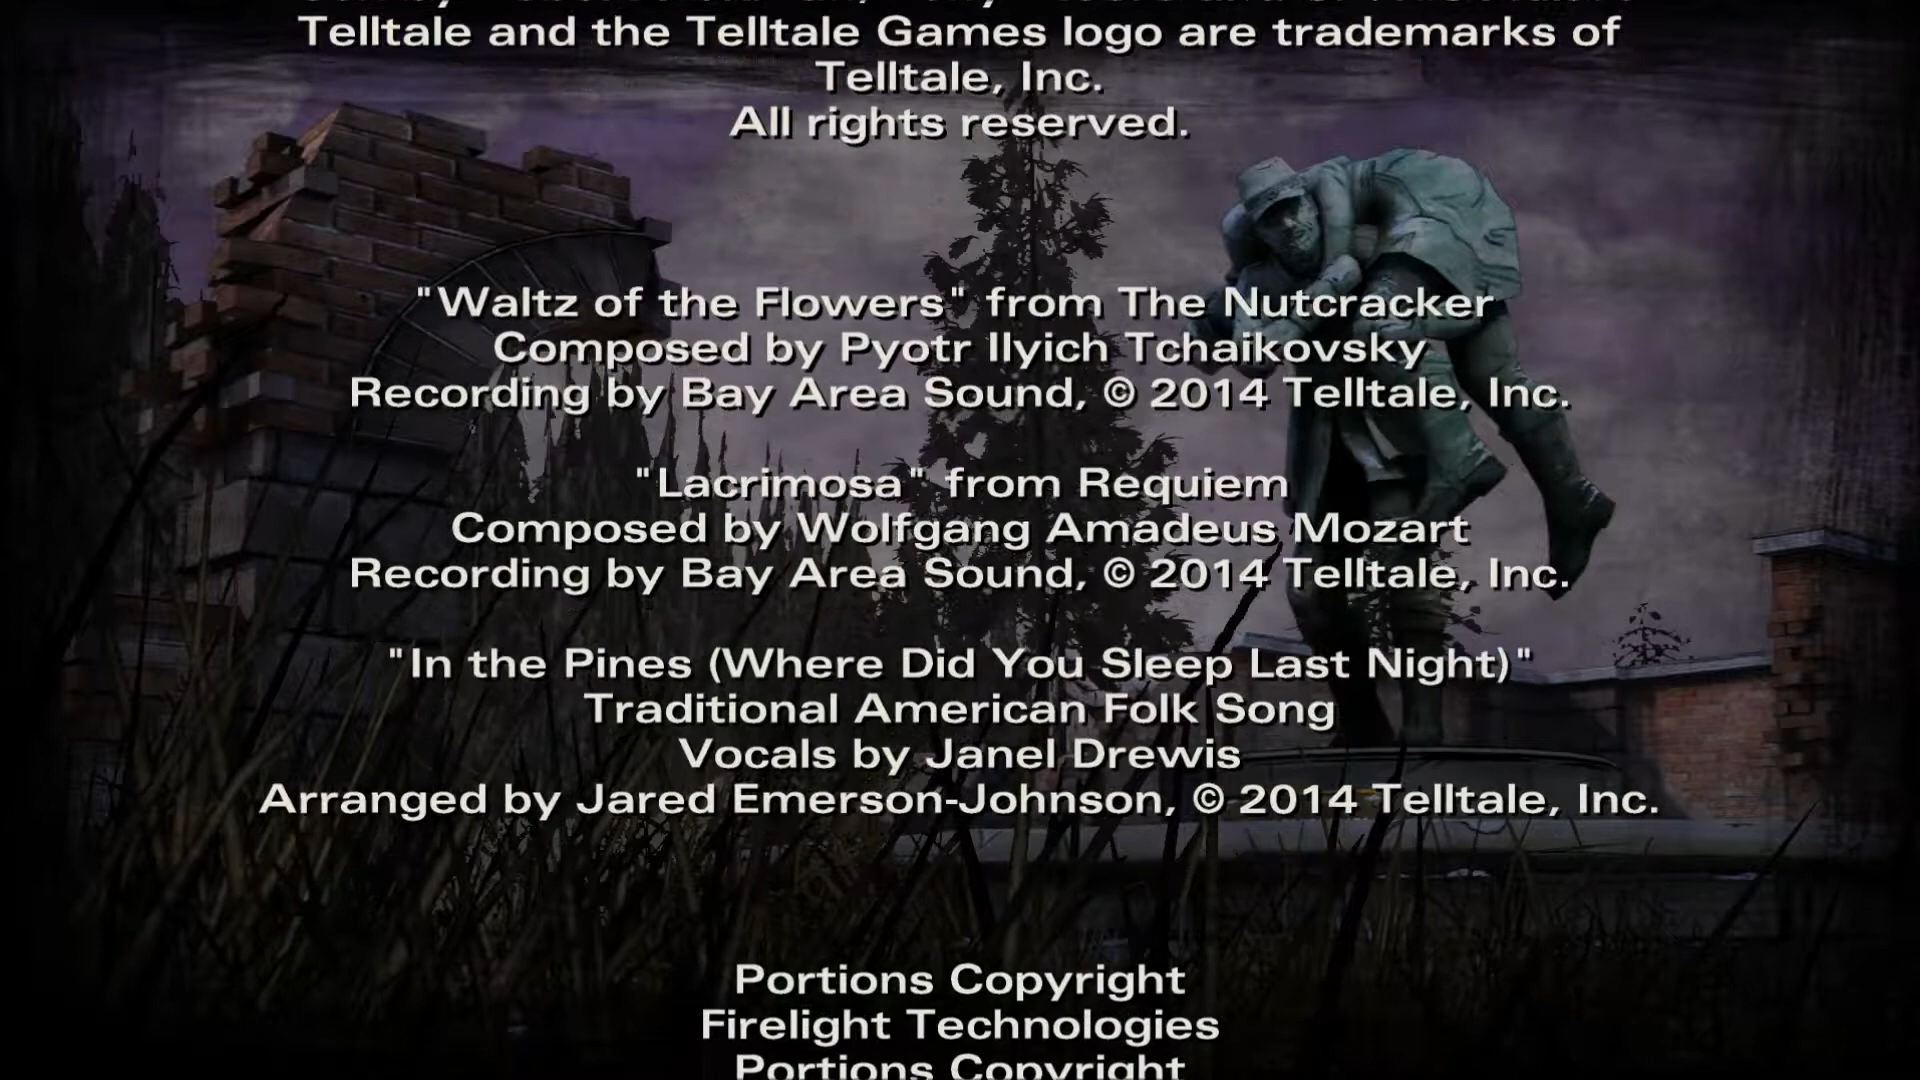 Telltale and the Telltale Games logo are trademarks of
Telltale, Inc.
All rights reserved.
"Waltz of the Flowers" from The Nutcracker
Composed by Pyotr Ilyich Tchaikovsky
Recording by Bay Area Sound, © 2014 Telltale, Inc.
"Lacrimosa" from Requiem
Composed by Wolfgang Amadeus Mozart
Recording by Bay Area Sound, © 2014 Telltale, Inc.
"In the Pines (Where Did You Sleep Last Night)"
Traditional American Folk Song
Vocals by Janel Drewis
Arranged by Jared Emerson-Johnson, © 2014 Telltale, Inc.
Portions Copyright
Firelight Technologies
Portions Copyright